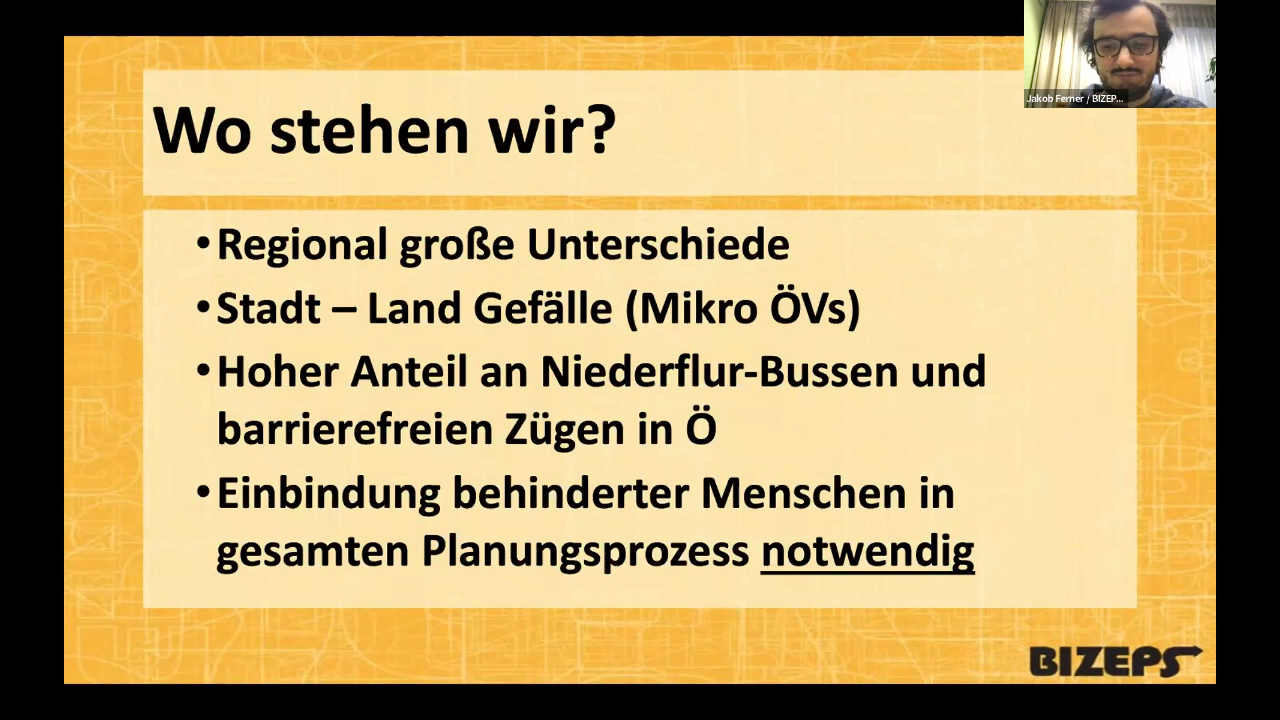 Wo stehen wir?
Jakob Ferner / BIZEP...
• Regional große Unterschiede
• Stadt – Land Gefälle (Mikro ÖVs)
• Hoher Anteil an Niederflur-Bussen und
barrierefreien Zügen in Ö
• Einbindung behinderter Menschen in
gesamten Planungsprozess notwendig
BIZEPS